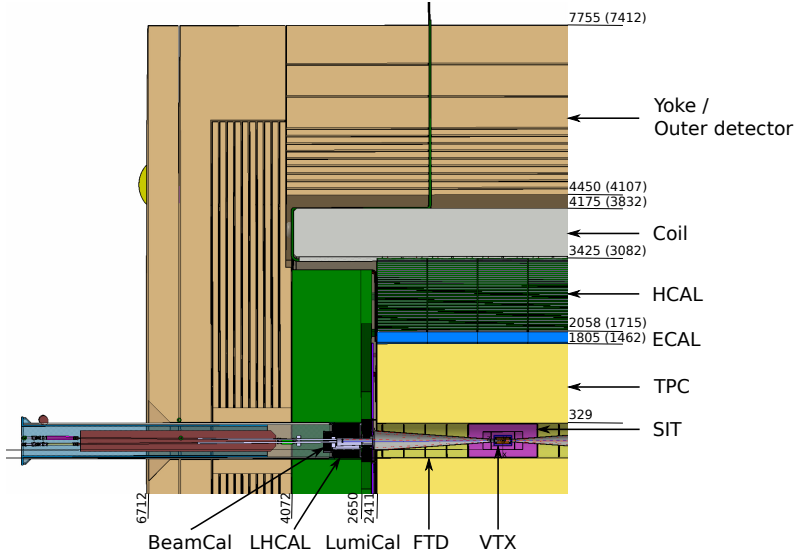 7755 (7412)
Yoke /
Outer detector
4450 (4107)
4175 (3832)
Coil
3425 (3082)
HCAL
2058 (1715)
1805 (1462)
ECAL
TPC
329
SIT
6712
4072
2650
2411
BeamCal
LHCAL
LumiCal
FTD
VTX